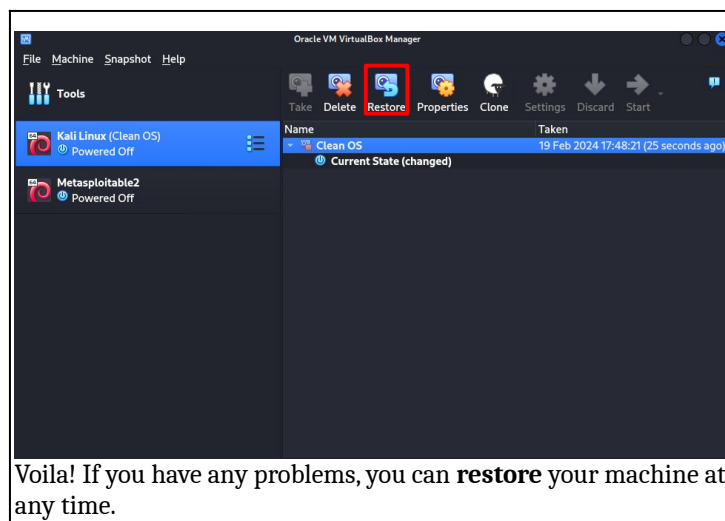 Oracle VM VirtualBox Manager
File Machine Snapshot Help
Tools
Take Delete Restore Properties Clone Settings Discard Start
Kali Linux (Clean OS)
Powered Off
Metasploitable2
Powered Off
Name Taken
Clean OS 19 Feb 2024 17:48:21 (25 seconds ago)
Current State (changed)
Voila! If you have any problems, you can restore your machine at
any time.